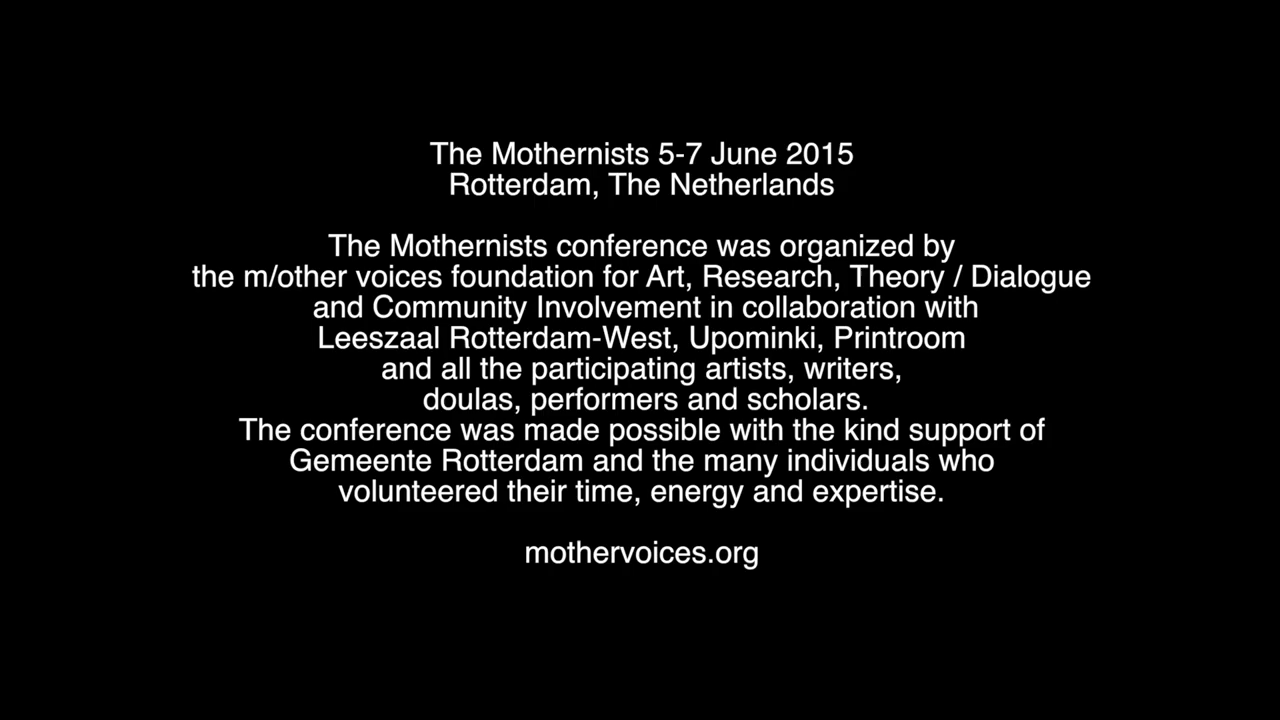 The Mothernists 5-7 June 2015
Rotterdam, The Netherlands
The Mothernists conference was organized by
the m/other voices foundation for Art, Research, Theory / Dialogue
and Community Involvement in collaboration with
Leeszaal Rotterdam-West, Upominki, Printroom
and all the participating artists, writers,
doulas, performers and scholars.
The conference was made possible with the kind support of
Gemeente Rotterdam and the many individuals who
volunteered their time, energy and expertise.
mothervoices.org